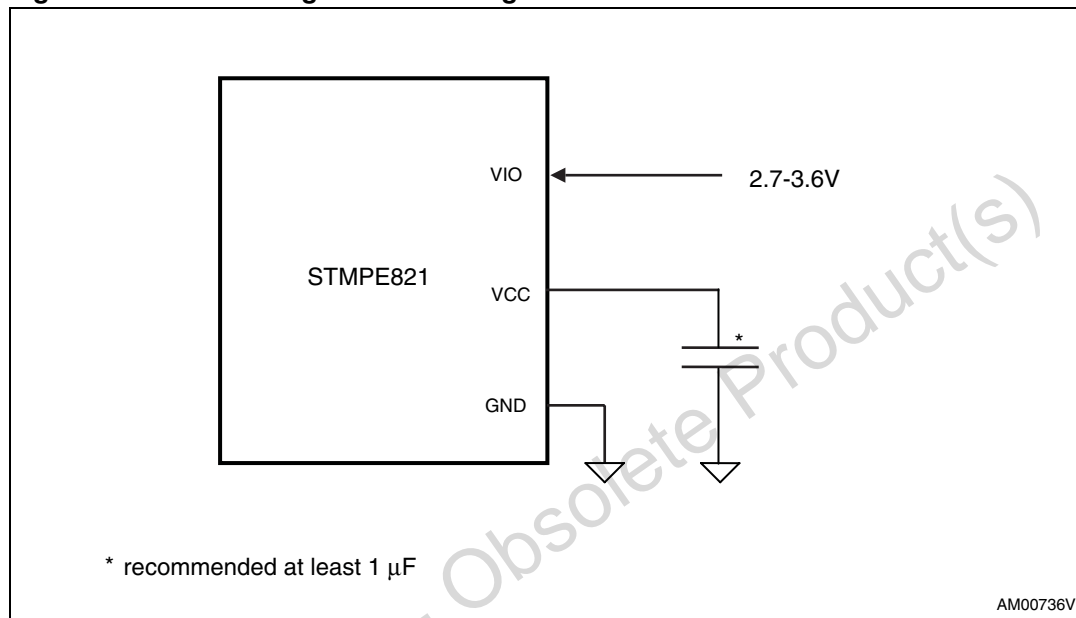 VIO
2.7-3.6V
STMPE821
VCC
*
GND
* recommended at least 1 μF
Obsolete Product(s)
AM00736V